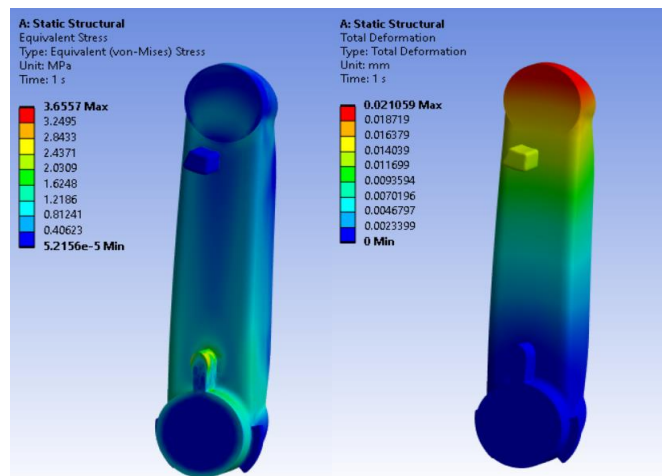 A: Static Structural
Equivalent Stress
Type: Equivalent (von-Mises) Stress
Unit: MPa
Time: 1 s
3.6557 Max
3.2495
2.8433
2.4371
2.0309
1.6248
1.2186
0.81241
0.40623
5.2156e-5 Min
A: Static Structural
Total Deformation
Type: Total Deformation
Unit: mm
Time: 1 s
0.021059 Max
0.018719
0.016379
0.014039
0.011699
0.0093594
0.0070196
0.0046797
0.0023399
0 Min